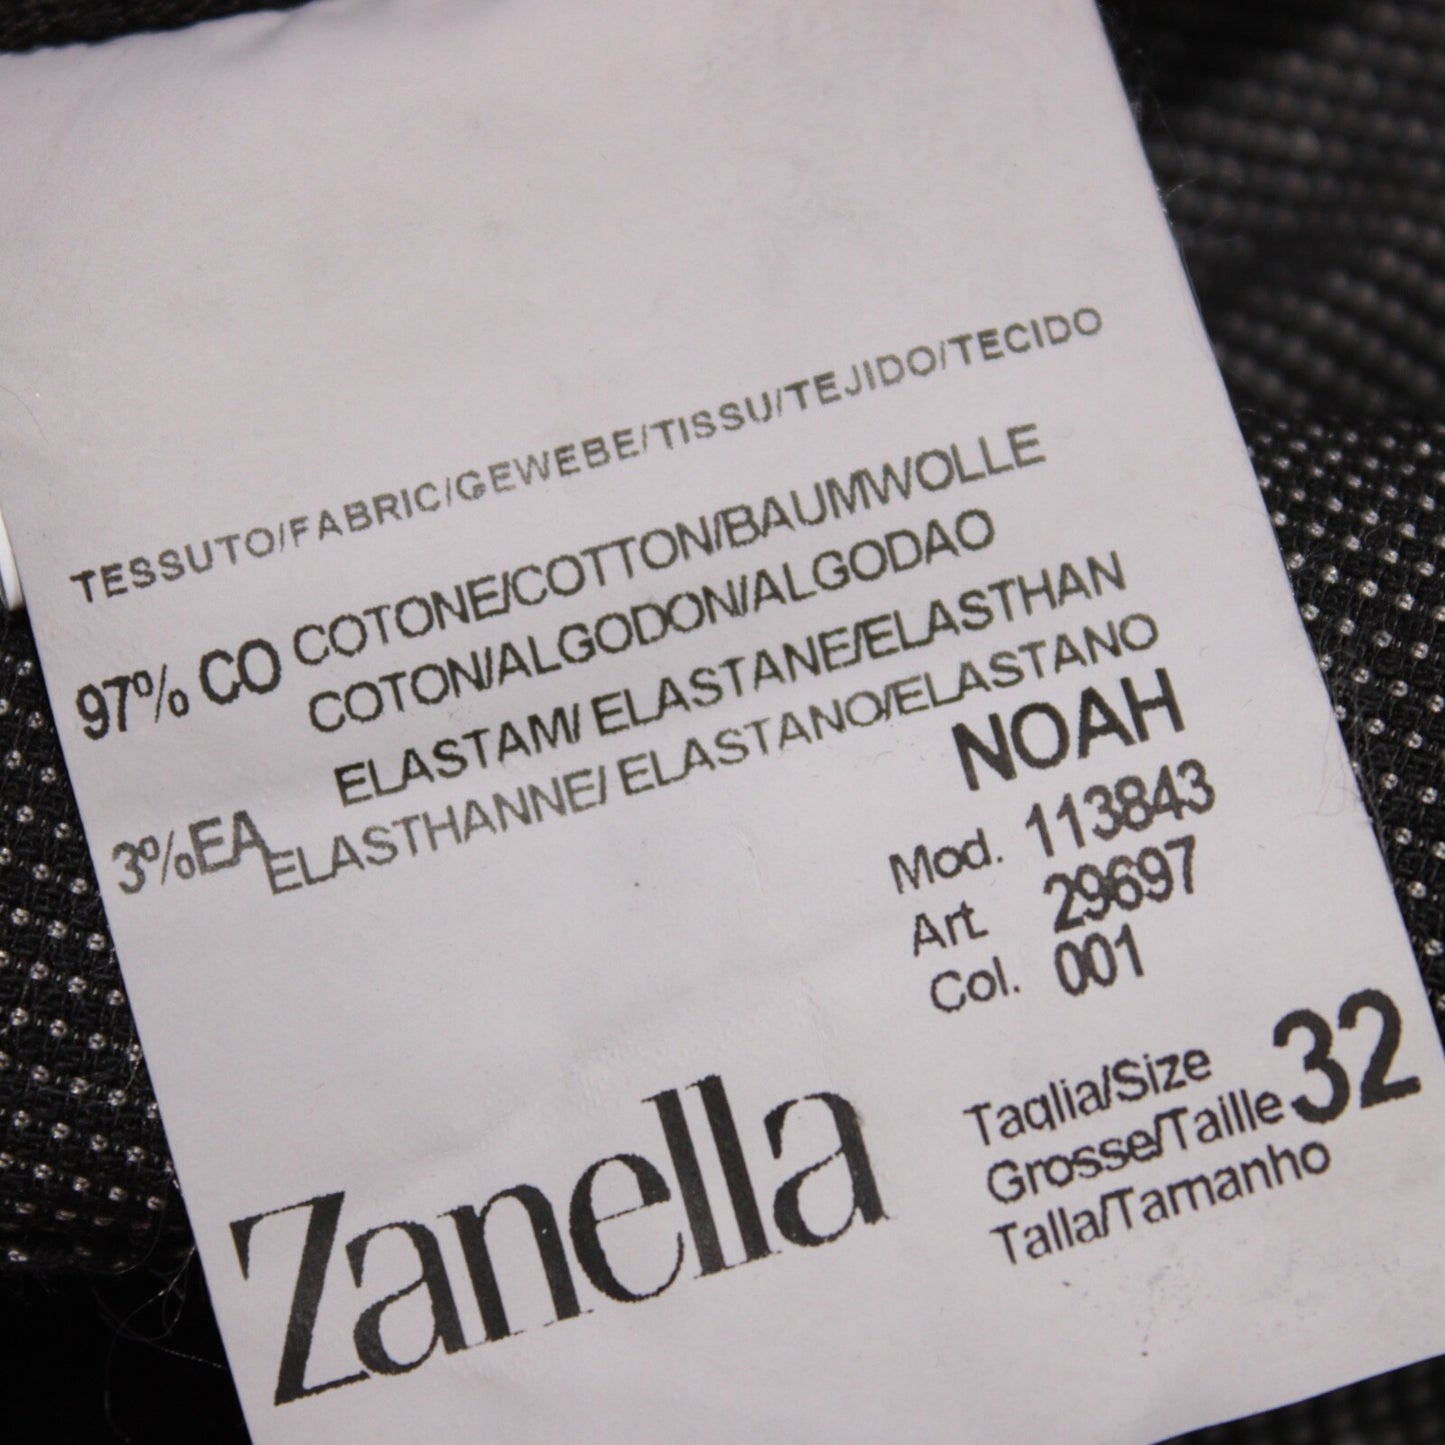 TESSUTO/FABRIC/GEWEBE/TISSU/TEJIDO/TECIDO
97% CO COTONE/COTTON/BAUMWOLLE
COTON/ALGODON/ALGODAO
3%EA ELASTAM/ ELASTANE/ELASTHAN
ELASTHANNE/ ELASTANO/ELASTANO
NOAH
Mod. 113843
Art. 29697
Col. 001
Taglia/Size
Grosse/Taille 32
Talla/Tamanho
Zanella